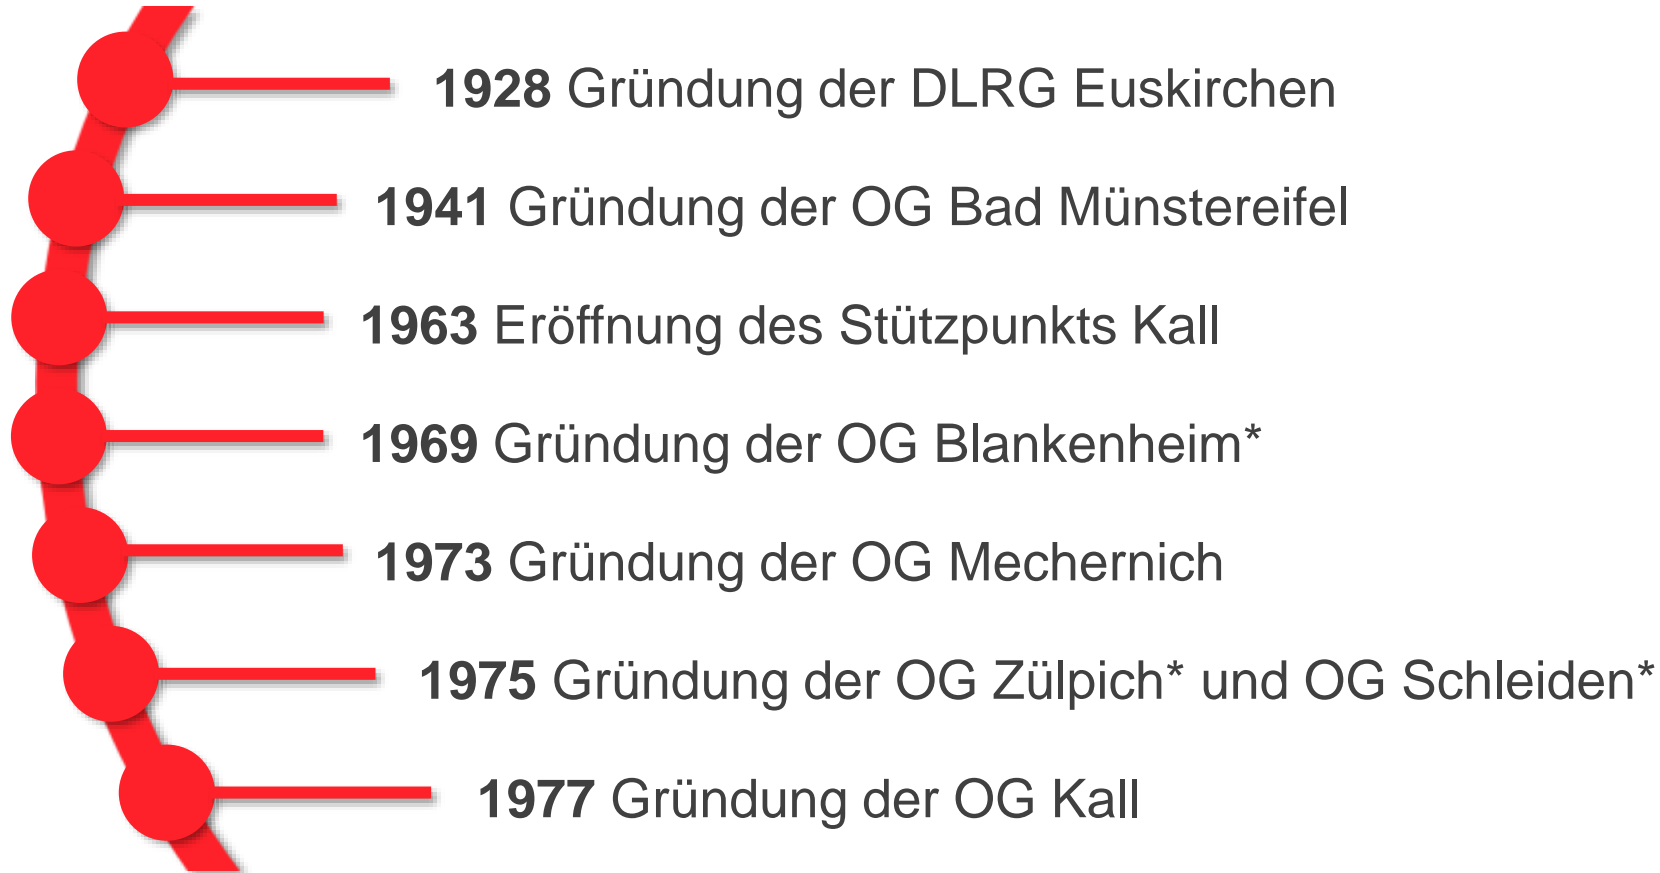 1928 Gründung der DLRG Euskirchen
1941 Gründung der OG Bad Münstereifel
1963 Eröffnung des Stützpunkts Kall
1969 Gründung der OG Blankenheim*
1973 Gründung der OG Mechernich
1975 Gründung der OG Zülpich* und OG Schleiden*
1977 Gründung der OG Kall